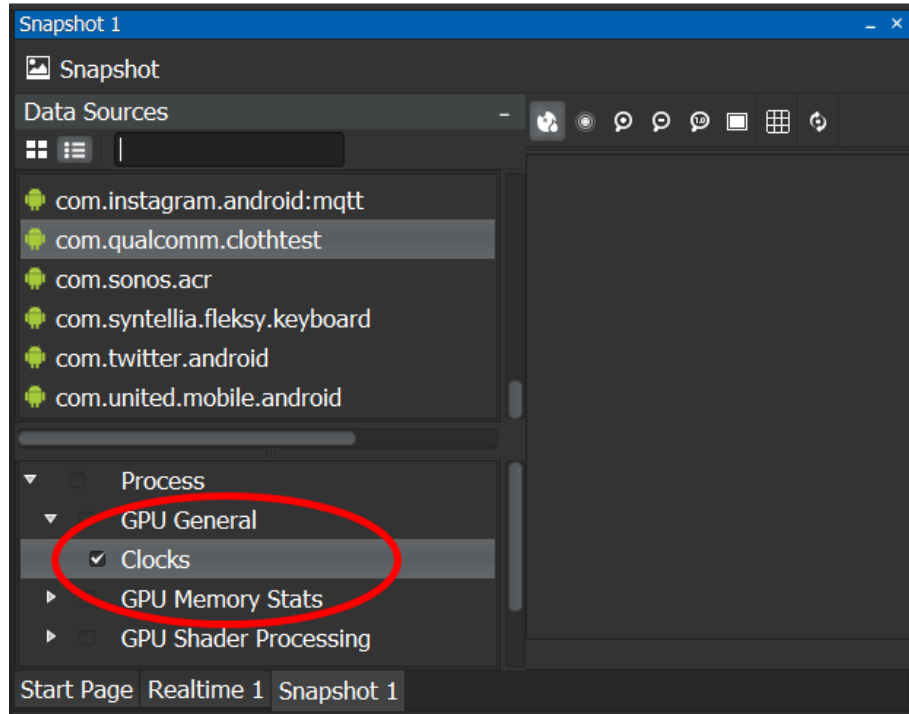 Snapshot 1
Snapshot
Data Sources
com.instagram.android:mqtt
com.qualcomm.clothtest
com.sonos.acr
com.syntellia.fleksy.keyboard
com.twitter.android
com.united.mobile.android
Process
GPU General
Clocks
GPU Memory Stats
GPU Shader Processing
Start Page Realtime 1 Snapshot 1